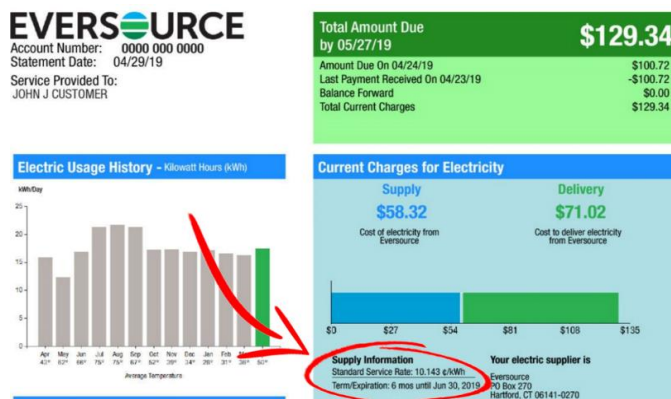 EVERSOURCE
Account Number: 0000 000 0000
Statement Date: 04/29/19
Service Provided To:
JOHN J CUSTOMER
Total Amount Due
by 05/27/19
$129.34
Amount Due On 04/24/19 $100.72
Last Payment Received On 04/23/19 -$100.72
Balance Forward $0.00
Total Current Charges $129.34
Electric Usage History - Kilowatt Hours (kWh)
kWh/Day
25
20
15
10
5
0
Apr May Jun Jul Aug Sep Oct Nov Dec Jan Feb
Average Temperature
Current Charges for Electricity
Supply
$58.32
Cost of electricity from
Eversource
Delivery
$71.02
Cost to deliver electricity
from Eversource
$0 $27 $54 $81 $108 $135
Supply Information
Standard Service Rate: 10.143 ¢/kWh
Term/Expiration: 6 mos until Jun 30, 2019
Your electric supplier is
Eversource
PO Box 270
Hartford, CT 06141-0270